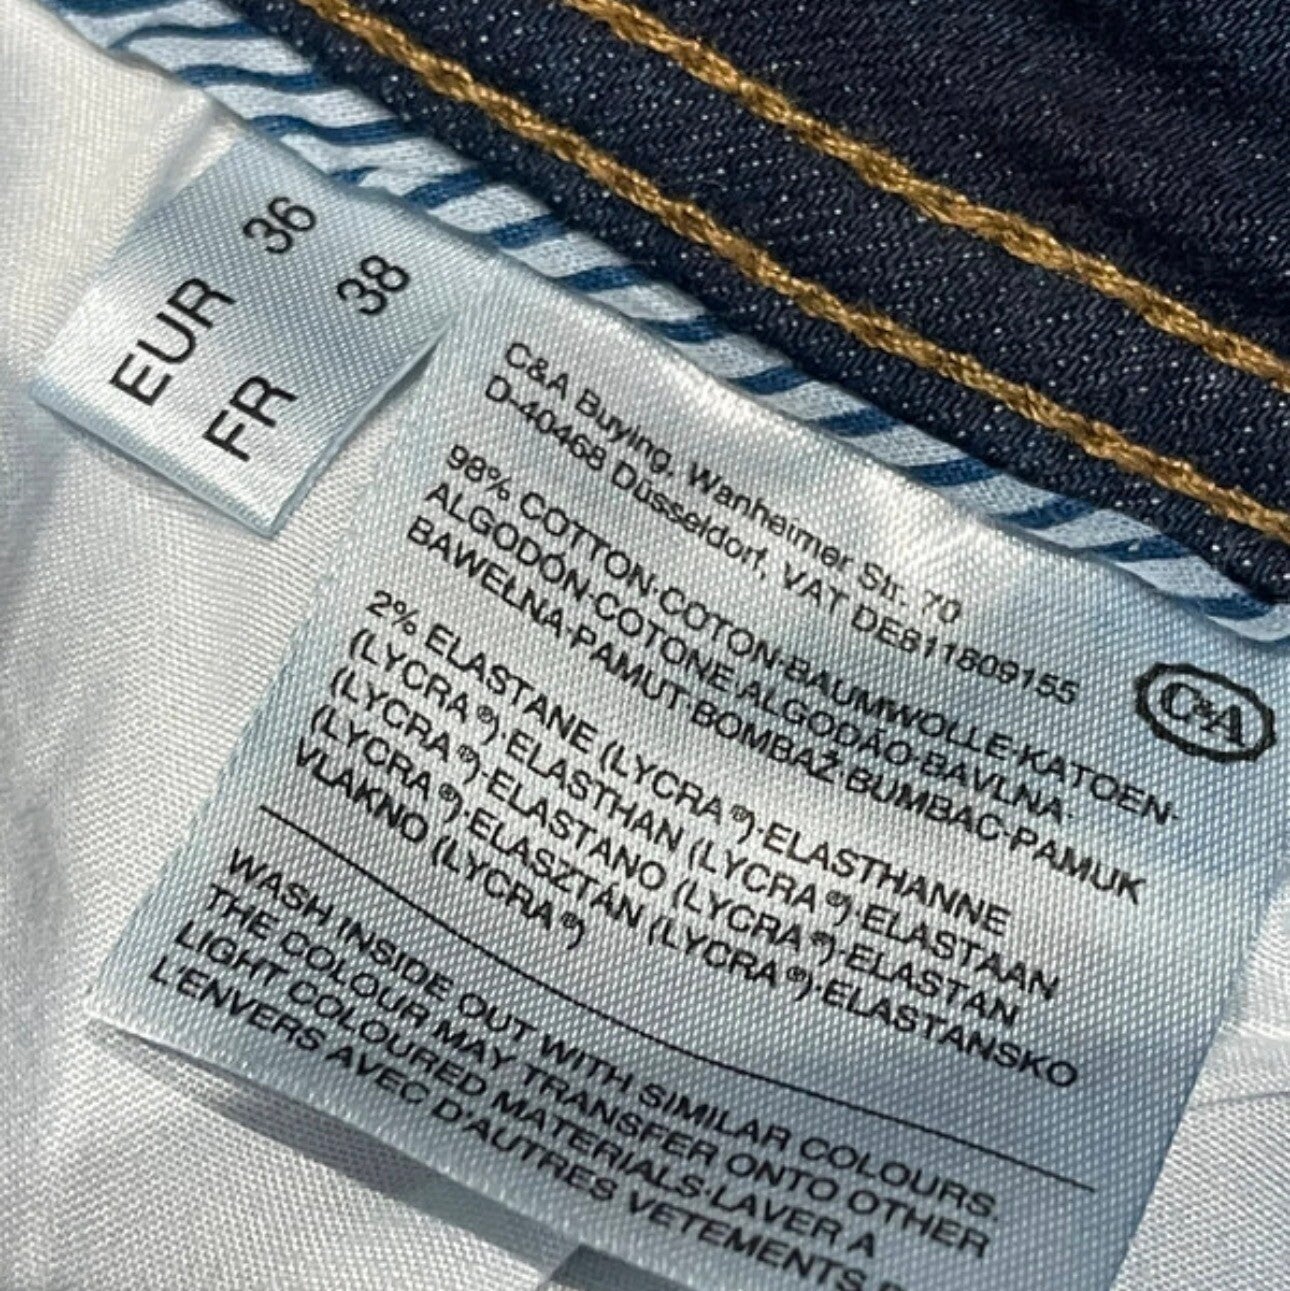 EUR 36
FR 38
C&A Buying, Wanheimer Str. 70
D-40468 Düsseldorf, VAT DE811809155
C&A
98% COTTON·COTON·BAUMWOLLE·KATOEN·
ALGODÓN·COTONE·ALGODÃO·BAVLNA·
BAWEŁNA·PAMUT·BOMBAŽ·BUMBAC·PAMUK
2% ELASTANE (LYCRA®)·ELASTHANNE
(LYCRA®)·ELASTHAN (LYCRA®)·ELASTAAN
(LYCRA®)·ELASTANO (LYCRA®)·ELASTAN
(LYCRA®)·ELASZTÁN (LYCRA®)·ELASTANSKO
VLAKNO (LYCRA®)
WASH INSIDE OUT WITH SIMILAR COLOURS.
THE COLOUR MAY TRANSFER ONTO OTHER
LIGHT COLOURED MATERIALS·LAVER A
L'ENVERS AVEC D'AUTRES VETEMENTS